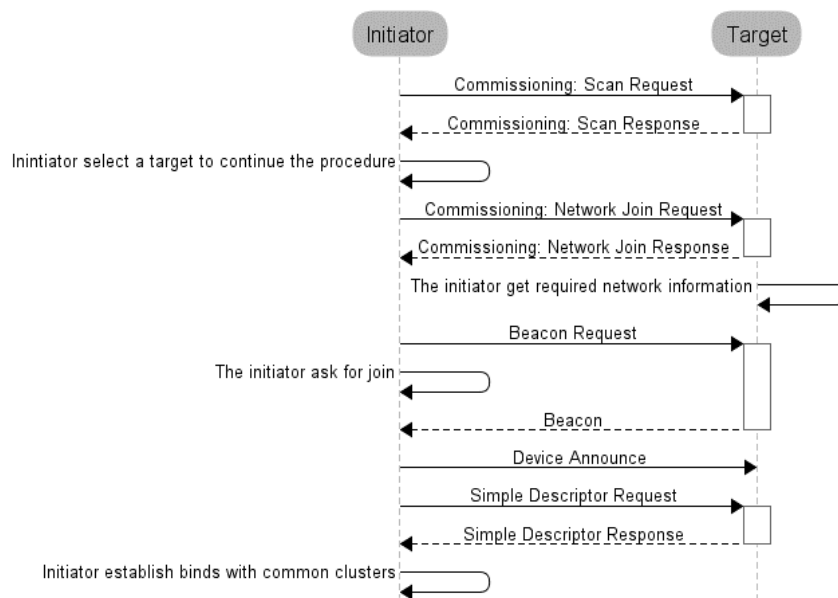 Initiator
Target
Commissioning: Scan Request
Commissioning: Scan Response
Inintiator select a target to continue the procedure
Commissioning: Network Join Request
Commissioning: Network Join Response
The initiator get required network information
Beacon Request
The initiator ask for join
Beacon
Device Announce
Simple Descriptor Request
Simple Descriptor Response
Initiator establish binds with common clusters